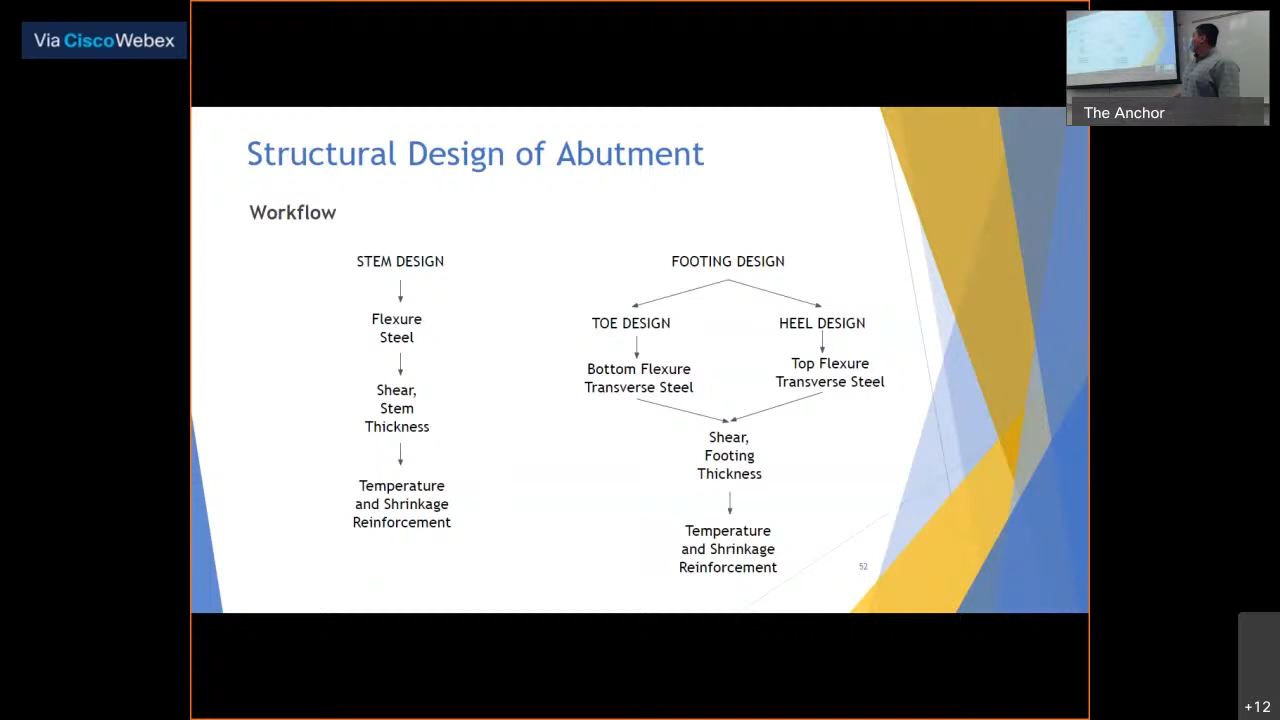 Via Cisco Webex
The Anchor
Structural Design of Abutment
Workflow
STEM DESIGN
Flexure
Steel
Shear,
Stem
Thickness
Temperature
and Shrinkage
Reinforcement
FOOTING DESIGN
TOE DESIGN
Bottom Flexure
Transverse Steel
HEEL DESIGN
Top Flexure
Transverse Steel
Shear,
Footing
Thickness
Temperature
and Shrinkage
Reinforcement
52
+12